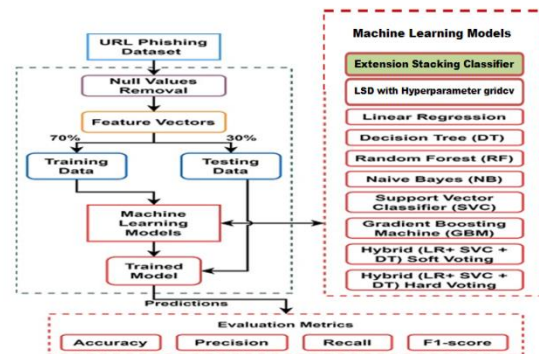 URL Phishing
Dataset
Null Values
Removal
Feature Vectors
70%
30%
Training
Data
Testing
Data
Machine
Learning
Models
Trained
Model
Predictions
Machine Learning Models
Extension Stacking Classifier
LSD with Hyperparameter gridcv
Linear Regression
Decision Tree (DT)
Random Forest (RF)
Naive Bayes (NB)
Support Vector
Classifier (SVC)
Gradient Boosting
Machine (GBM)
Hybrid (LR+ SVC +
DT) Soft Voting
Hybrid (LR+ SVC +
DT) Hard Voting
Evaluation Metrics
Accuracy
Precision
Recall
F1-score